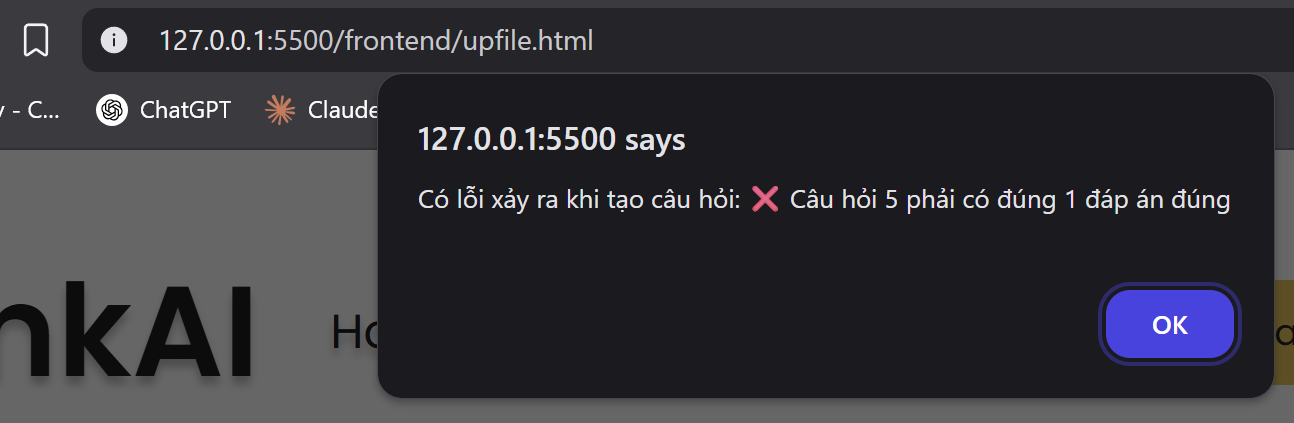 127.0.0.1:5500/frontend/upfile.html
- C... ChatGPT Claude
127.0.0.1:5500 says
Có lỗi xảy ra khi tạo câu hỏi: ❌ Câu hỏi 5 phải có đúng 1 đáp án đúng
OK
nkAI